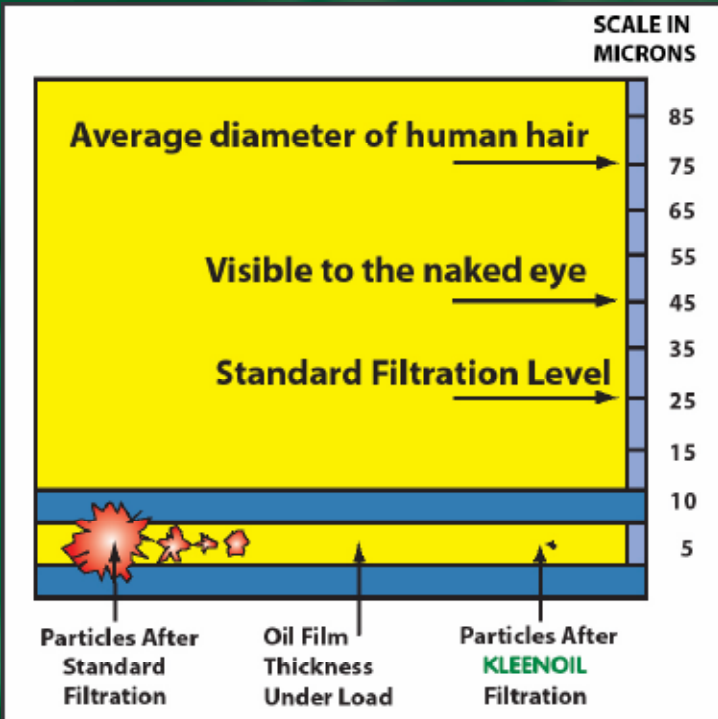 SCALE IN
MICRONS
85
Average diameter of human hair
75
65
55
Visible to the naked eye
45
35
Standard Filtration Level
25
15
10
5
Particles After
Standard
Filtration
Oil Film
Thickness
Under Load
Particles After
KLEENOIL
Filtration